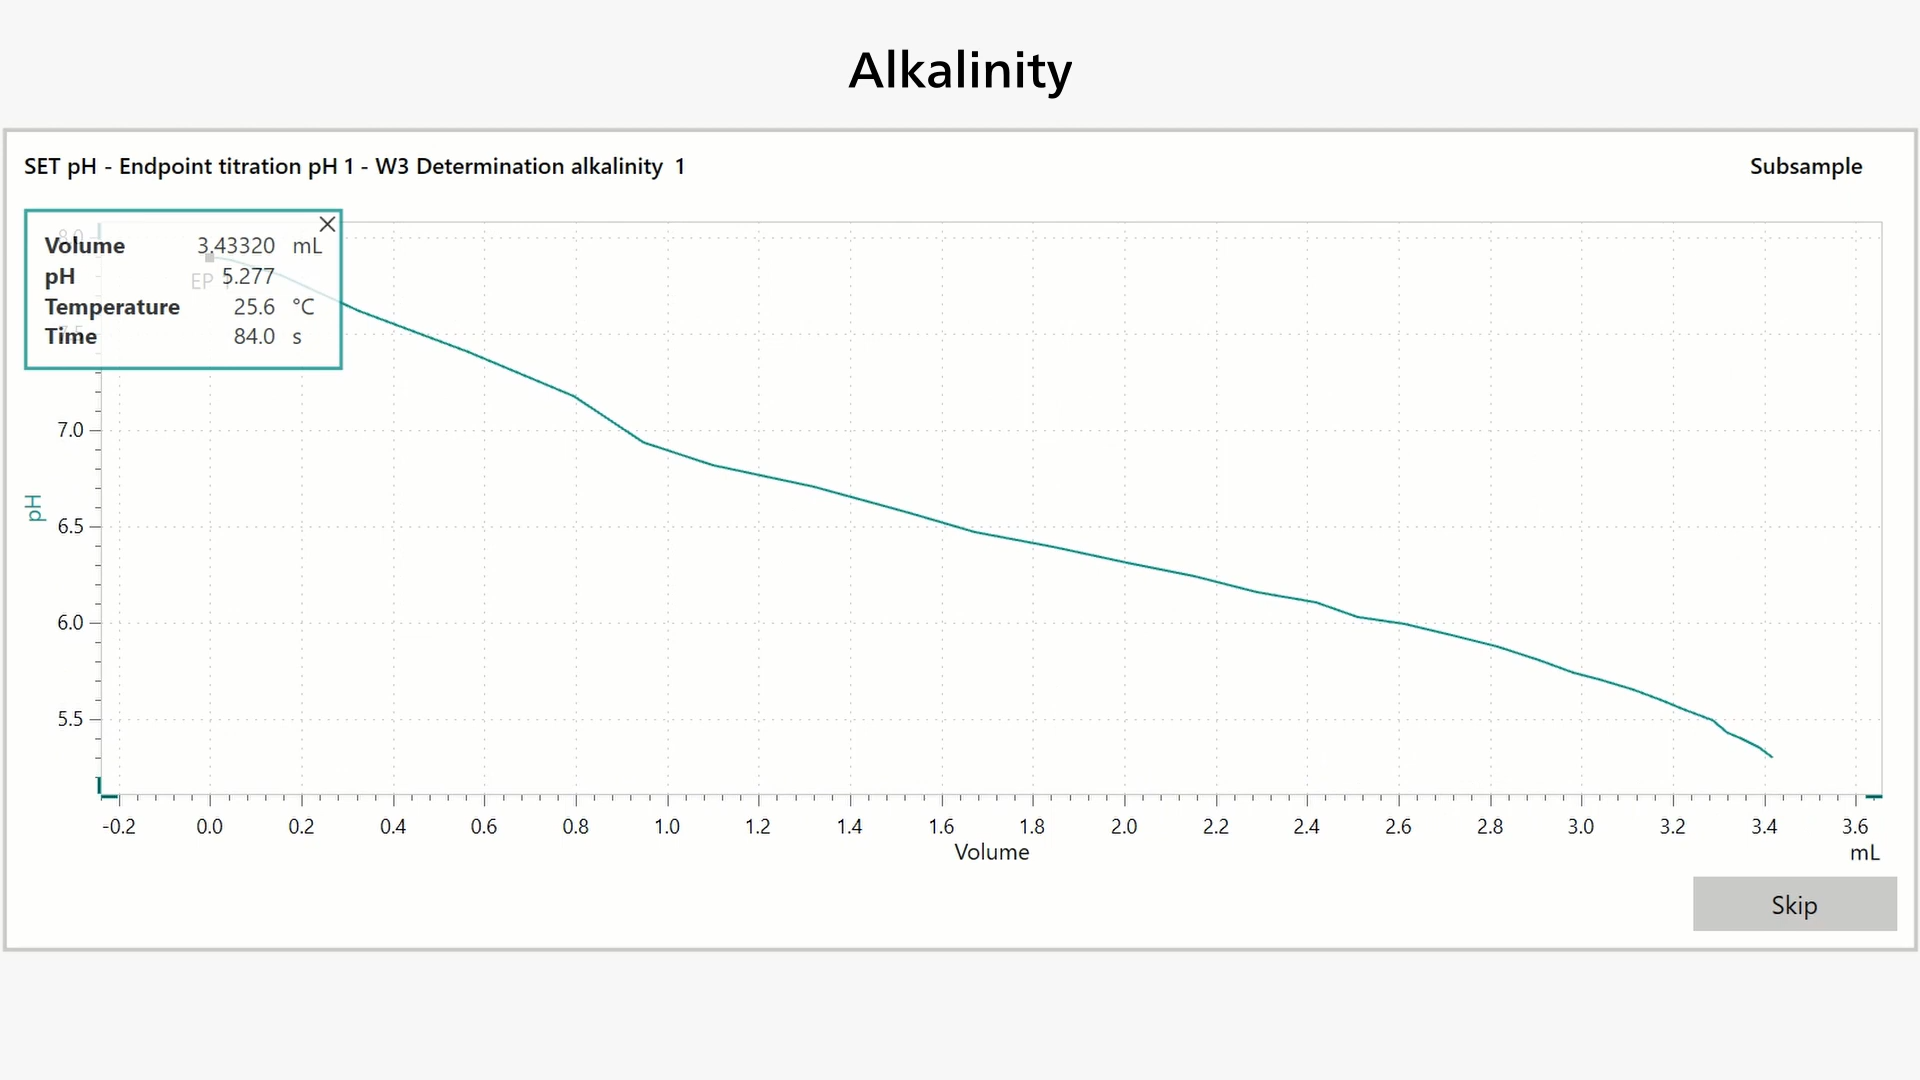 Alkalinity
SET pH - Endpoint titration pH 1 - W3 Determination alkalinity 1
Subsample
Volume 3.43320 mL
pH 5.277
Temperature 25.6 °C
Time 84.0 s
8.0
EP
7.5
7.0
6.5
6.0
5.5
pH
-0.2 0.0 0.2 0.4 0.6 0.8 1.0 1.2 1.4 1.6 1.8 2.0 2.2 2.4 2.6 2.8 3.0 3.2 3.4 3.6
Volume
mL
Skip